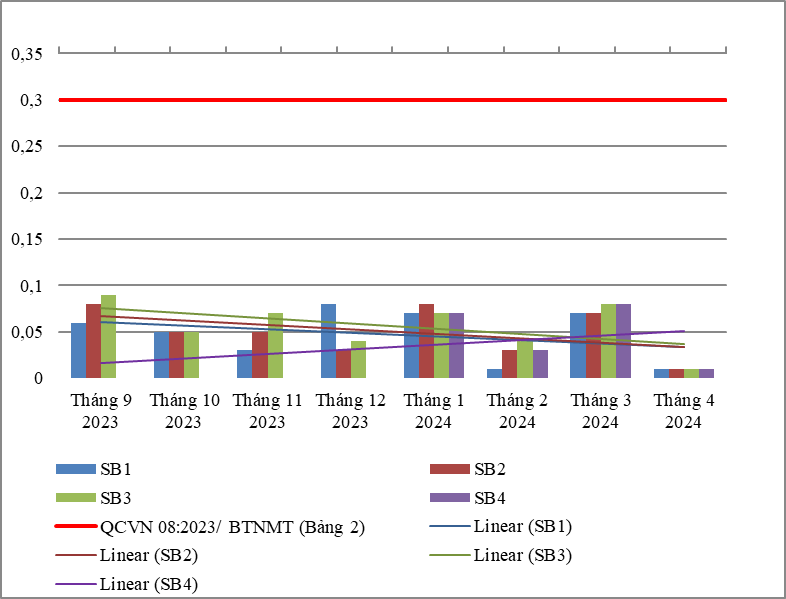 0,35
0,3
0,25
0,2
0,15
0,1
0,05
0
Tháng 9 Tháng 10 Tháng 11 Tháng 12 Tháng 1 Tháng 2 Tháng 3 Tháng 4
2023 2023 2023 2023 2024 2024 2024 2024
SB1 SB2
SB3 SB4
QCVN 08:2023/ BTNMT (Bảng 2) Linear (SB1)
Linear (SB2) Linear (SB3)
Linear (SB4)